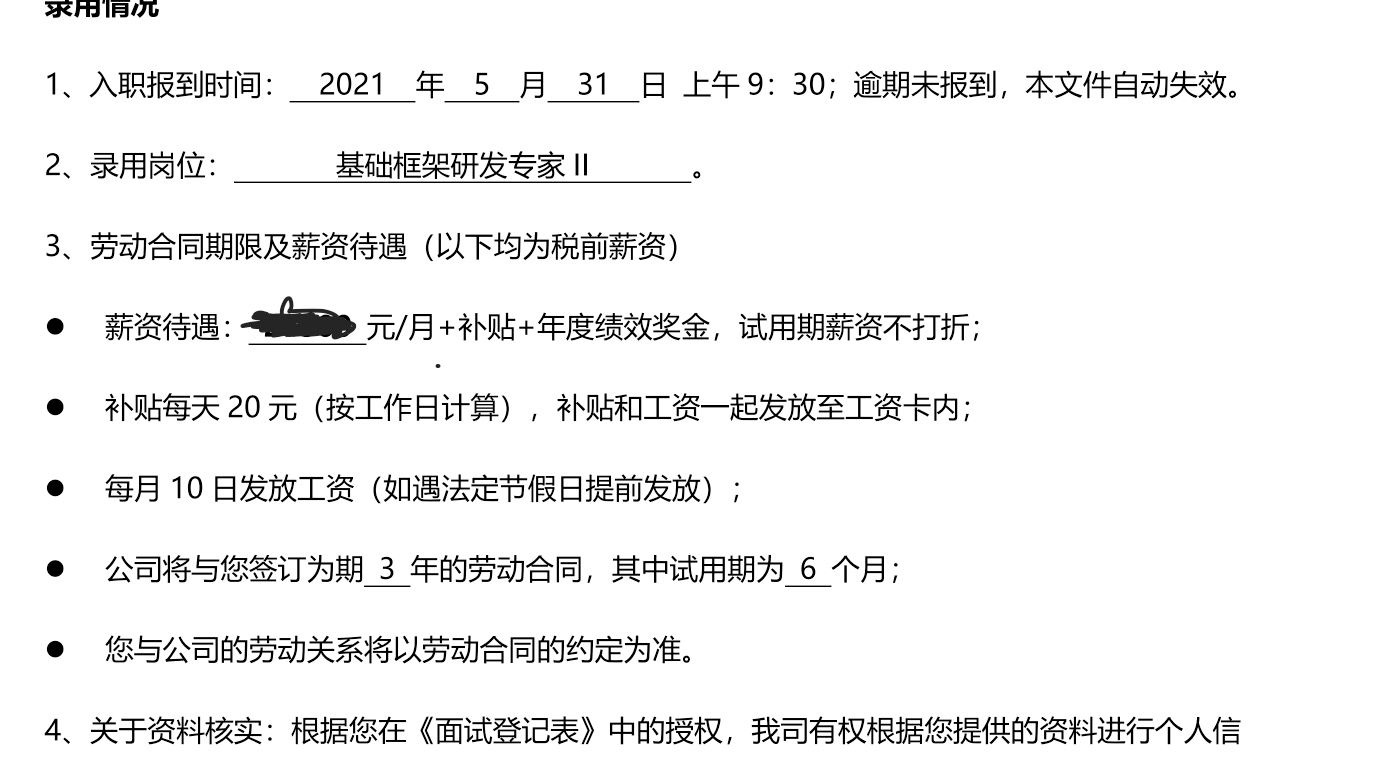 录用情况
1、入职报到时间： 2021 年 5 月 31 日 上午 9：30；逾期未报到，本文件自动失效。
2、录用岗位： 基础框架研发专家 II 。
3、劳动合同期限及薪资待遇（以下均为税前薪资）
● 薪资待遇： 元/月+补贴+年度绩效奖金，试用期薪资不打折；
● 补贴每天 20 元（按工作日计算），补贴和工资一起发放至工资卡内；
● 每月 10 日发放工资（如遇法定节假日提前发放）；
● 公司将与您签订为期 3 年的劳动合同，其中试用期为 6 个月；
● 您与公司的劳动关系将以劳动合同的约定为准。
4、关于资料核实：根据您在《面试登记表》中的授权，我司有权根据您提供的资料进行个人信